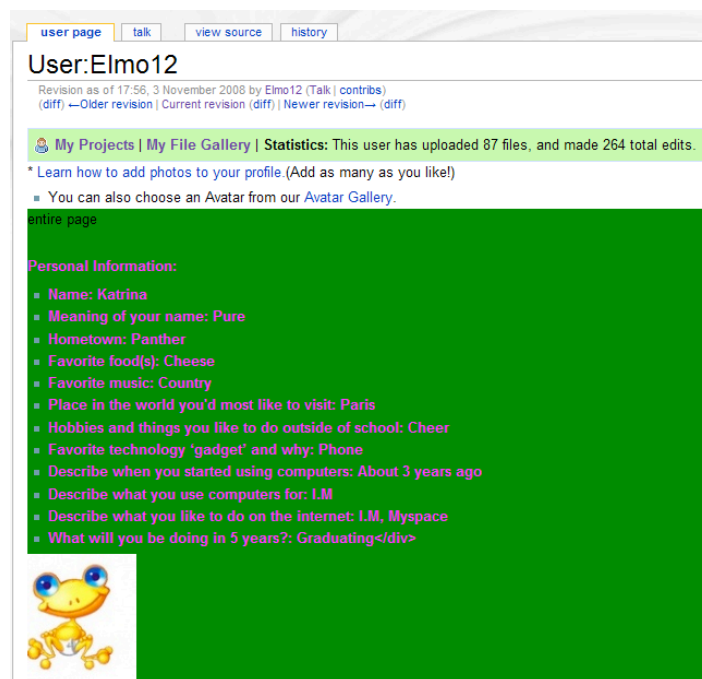 user page talk view source history
User:Elmo12
Revision as of 17:56, 3 November 2008 by Elmo12 (Talk | contribs)
(diff) ←Older revision | Current revision (diff) | Newer revision→ (diff)
My Projects | My File Gallery | Statistics: This user has uploaded 87 files, and made 264 total edits.
* Learn how to add photos to your profile.(Add as many as you like!)
You can also choose an Avatar from our Avatar Gallery.
entire page
Personal Information:
Name: Katrina
Meaning of your name: Pure
Hometown: Panther
Favorite food(s): Cheese
Favorite music: Country
Place in the world you'd most like to visit: Paris
Hobbies and things you like to do outside of school: Cheer
Favorite technology ‘gadget’ and why: Phone
Describe when you started using computers: About 3 years ago
Describe what you use computers for: I.M
Describe what you like to do on the internet: I.M, Myspace
What will you be doing in 5 years?: Graduating</div>